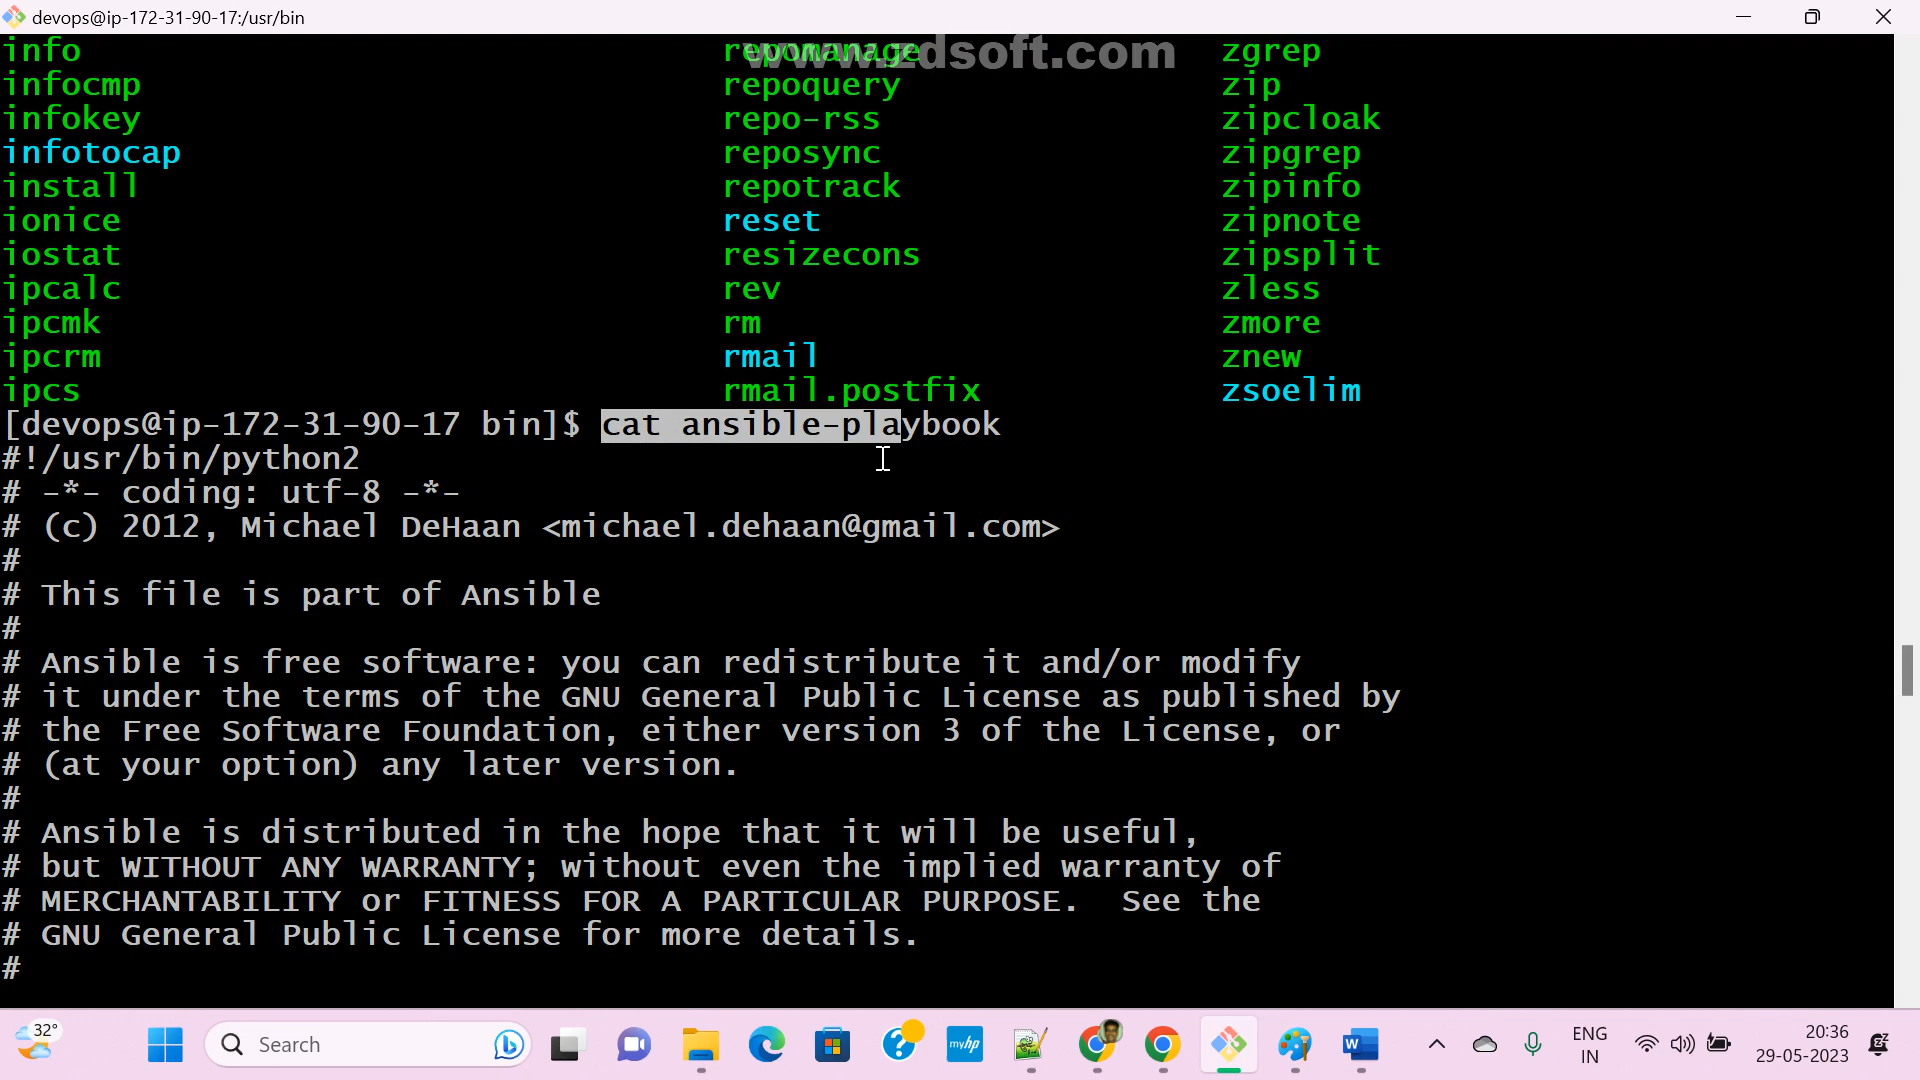 devops@ip-172-31-90-17:/usr/bin
www.zdsoft.com
info repomanage zgrep
infocmp repoquery zip
infokey repo-rss zipcloak
infotocap reposync zipgrep
install repotrack zipinfo
ionice reset zipnote
iostat resizecons zipsplit
ipcalc rev zless
ipcmk rm zmore
ipcrm rmail znew
ipcs rmail.postfix zsoelim
[devops@ip-172-31-90-17 bin]$ cat ansible-playbook
#!/usr/bin/python2
# -*- coding: utf-8 -*-
# (c) 2012, Michael DeHaan <michael.dehaan@gmail.com>
#
# This file is part of Ansible
#
# Ansible is free software: you can redistribute it and/or modify
# it under the terms of the GNU General Public License as published by
# the Free Software Foundation, either version 3 of the License, or
# (at your option) any later version.
#
# Ansible is distributed in the hope that it will be useful,
# but WITHOUT ANY WARRANTY; without even the implied warranty of
# MERCHANTABILITY or FITNESS FOR A PARTICULAR PURPOSE.  See the
# GNU General Public License for more details.
#
32°
Search
myhp
W
ENG
IN
20:36
29-05-2023